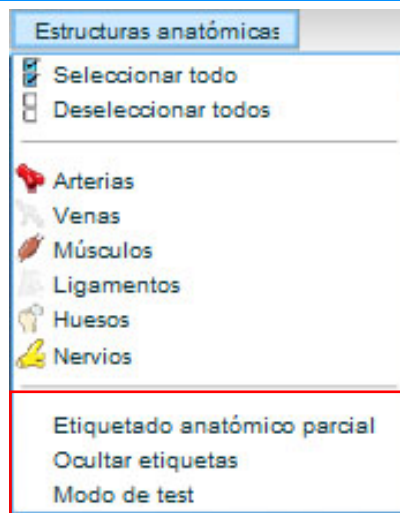 Estructuras anatómicas
Seleccionar todo
Deseleccionar todos
Arterias
Venas
Músculos
Ligamentos
Huesos
Nervios
Etiquetado anatómico parcial
Ocultar etiquetas
Modo de test